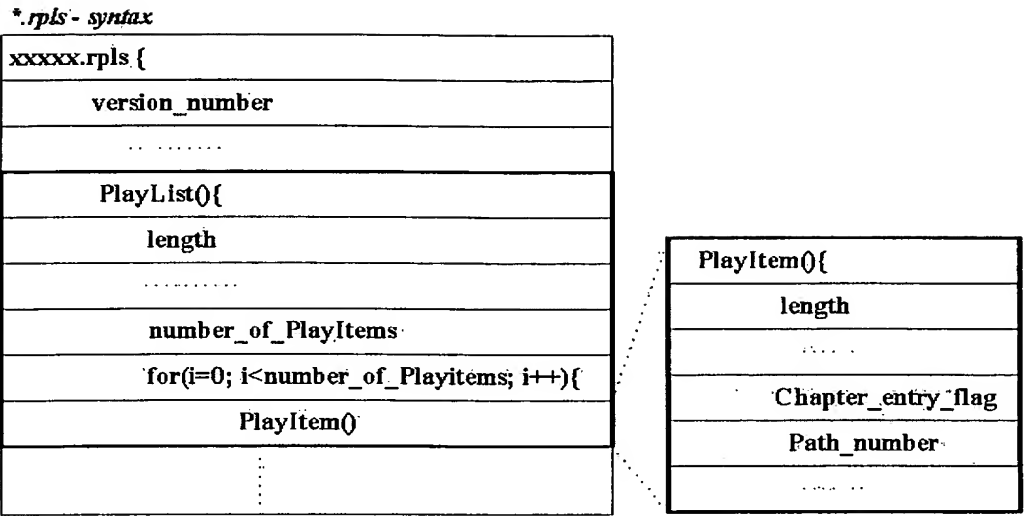 *.rpls - syntax
xxxxx.rpls {
version_number
.. .......
PlayList(){
length
..........
number_of_PlayItems
for(i=0; i<number_of_Playitems; i++){
PlayItem()
PlayItem(){
length
..... .
Chapter_entry_flag
Path_number
..... ..